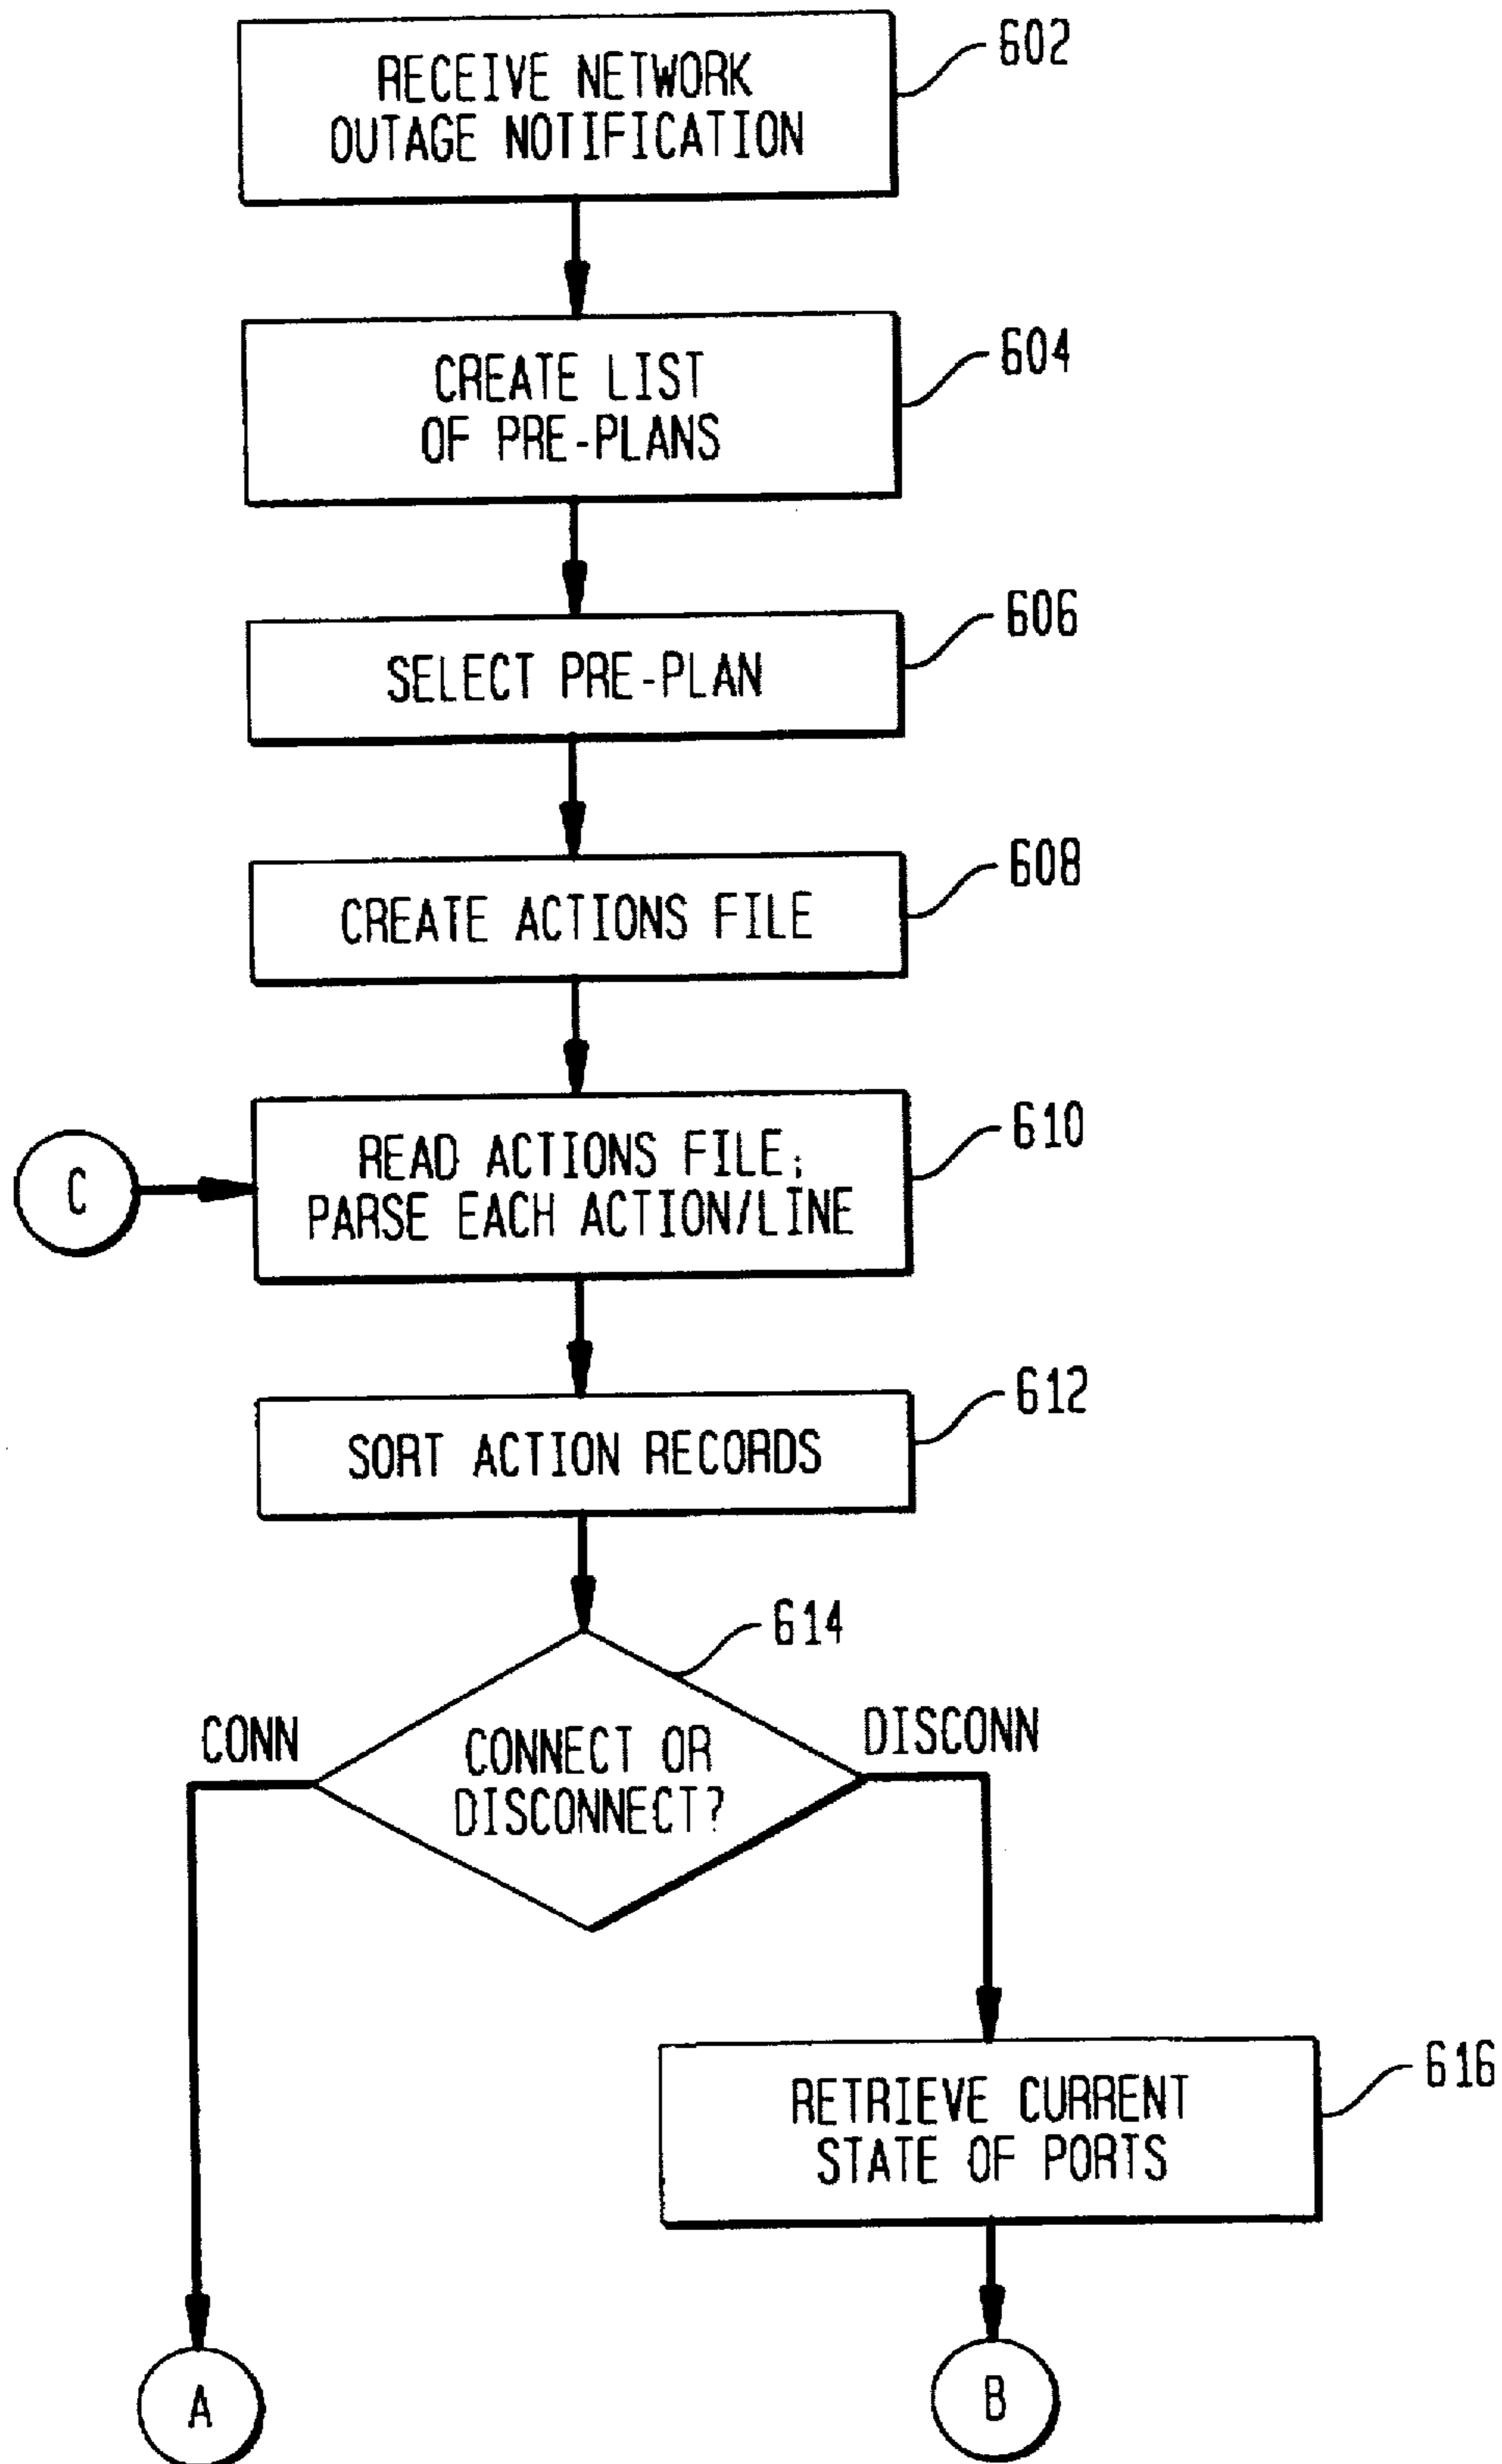 RECEIVE NETWORK
OUTAGE NOTIFICATION
602
CREATE LIST
OF PRE-PLANS
604
SELECT PRE-PLAN
606
CREATE ACTIONS FILE
608
C
READ ACTIONS FILE;
PARSE EACH ACTION/LINE
610
SORT ACTION RECORDS
612
614
CONN
CONNECT OR
DISCONNECT?
DISCONN
RETRIEVE CURRENT
STATE OF PORTS
616
A
B